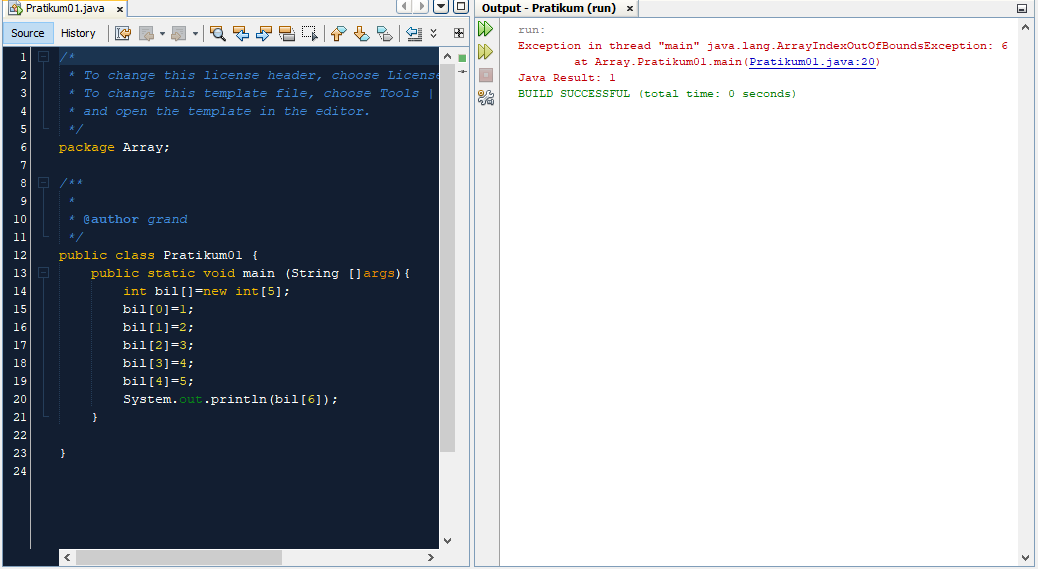 Pratikum01.java
Source History
1 /*
2 * To change this license header, choose License
3 * To change this template file, choose Tools |
4 * and open the template in the editor.
5 */
6 package Array;
7
8 /**
9 *
10 * @author grand
11 */
12 public class Pratikum01 {
13 public static void main (String []args){
14 int bil[]=new int[5];
15 bil[0]=1;
16 bil[1]=2;
17 bil[2]=3;
18 bil[3]=4;
19 bil[4]=5;
20 System.out.println(bil[6]);
21 }
22
23 }
24
Output - Pratikum (run)
run:
Exception in thread "main" java.lang.ArrayIndexOutOfBoundsException: 6
at Array.Pratikum01.main(Pratikum01.java:20)
Java Result: 1
BUILD SUCCESSFUL (total time: 0 seconds)